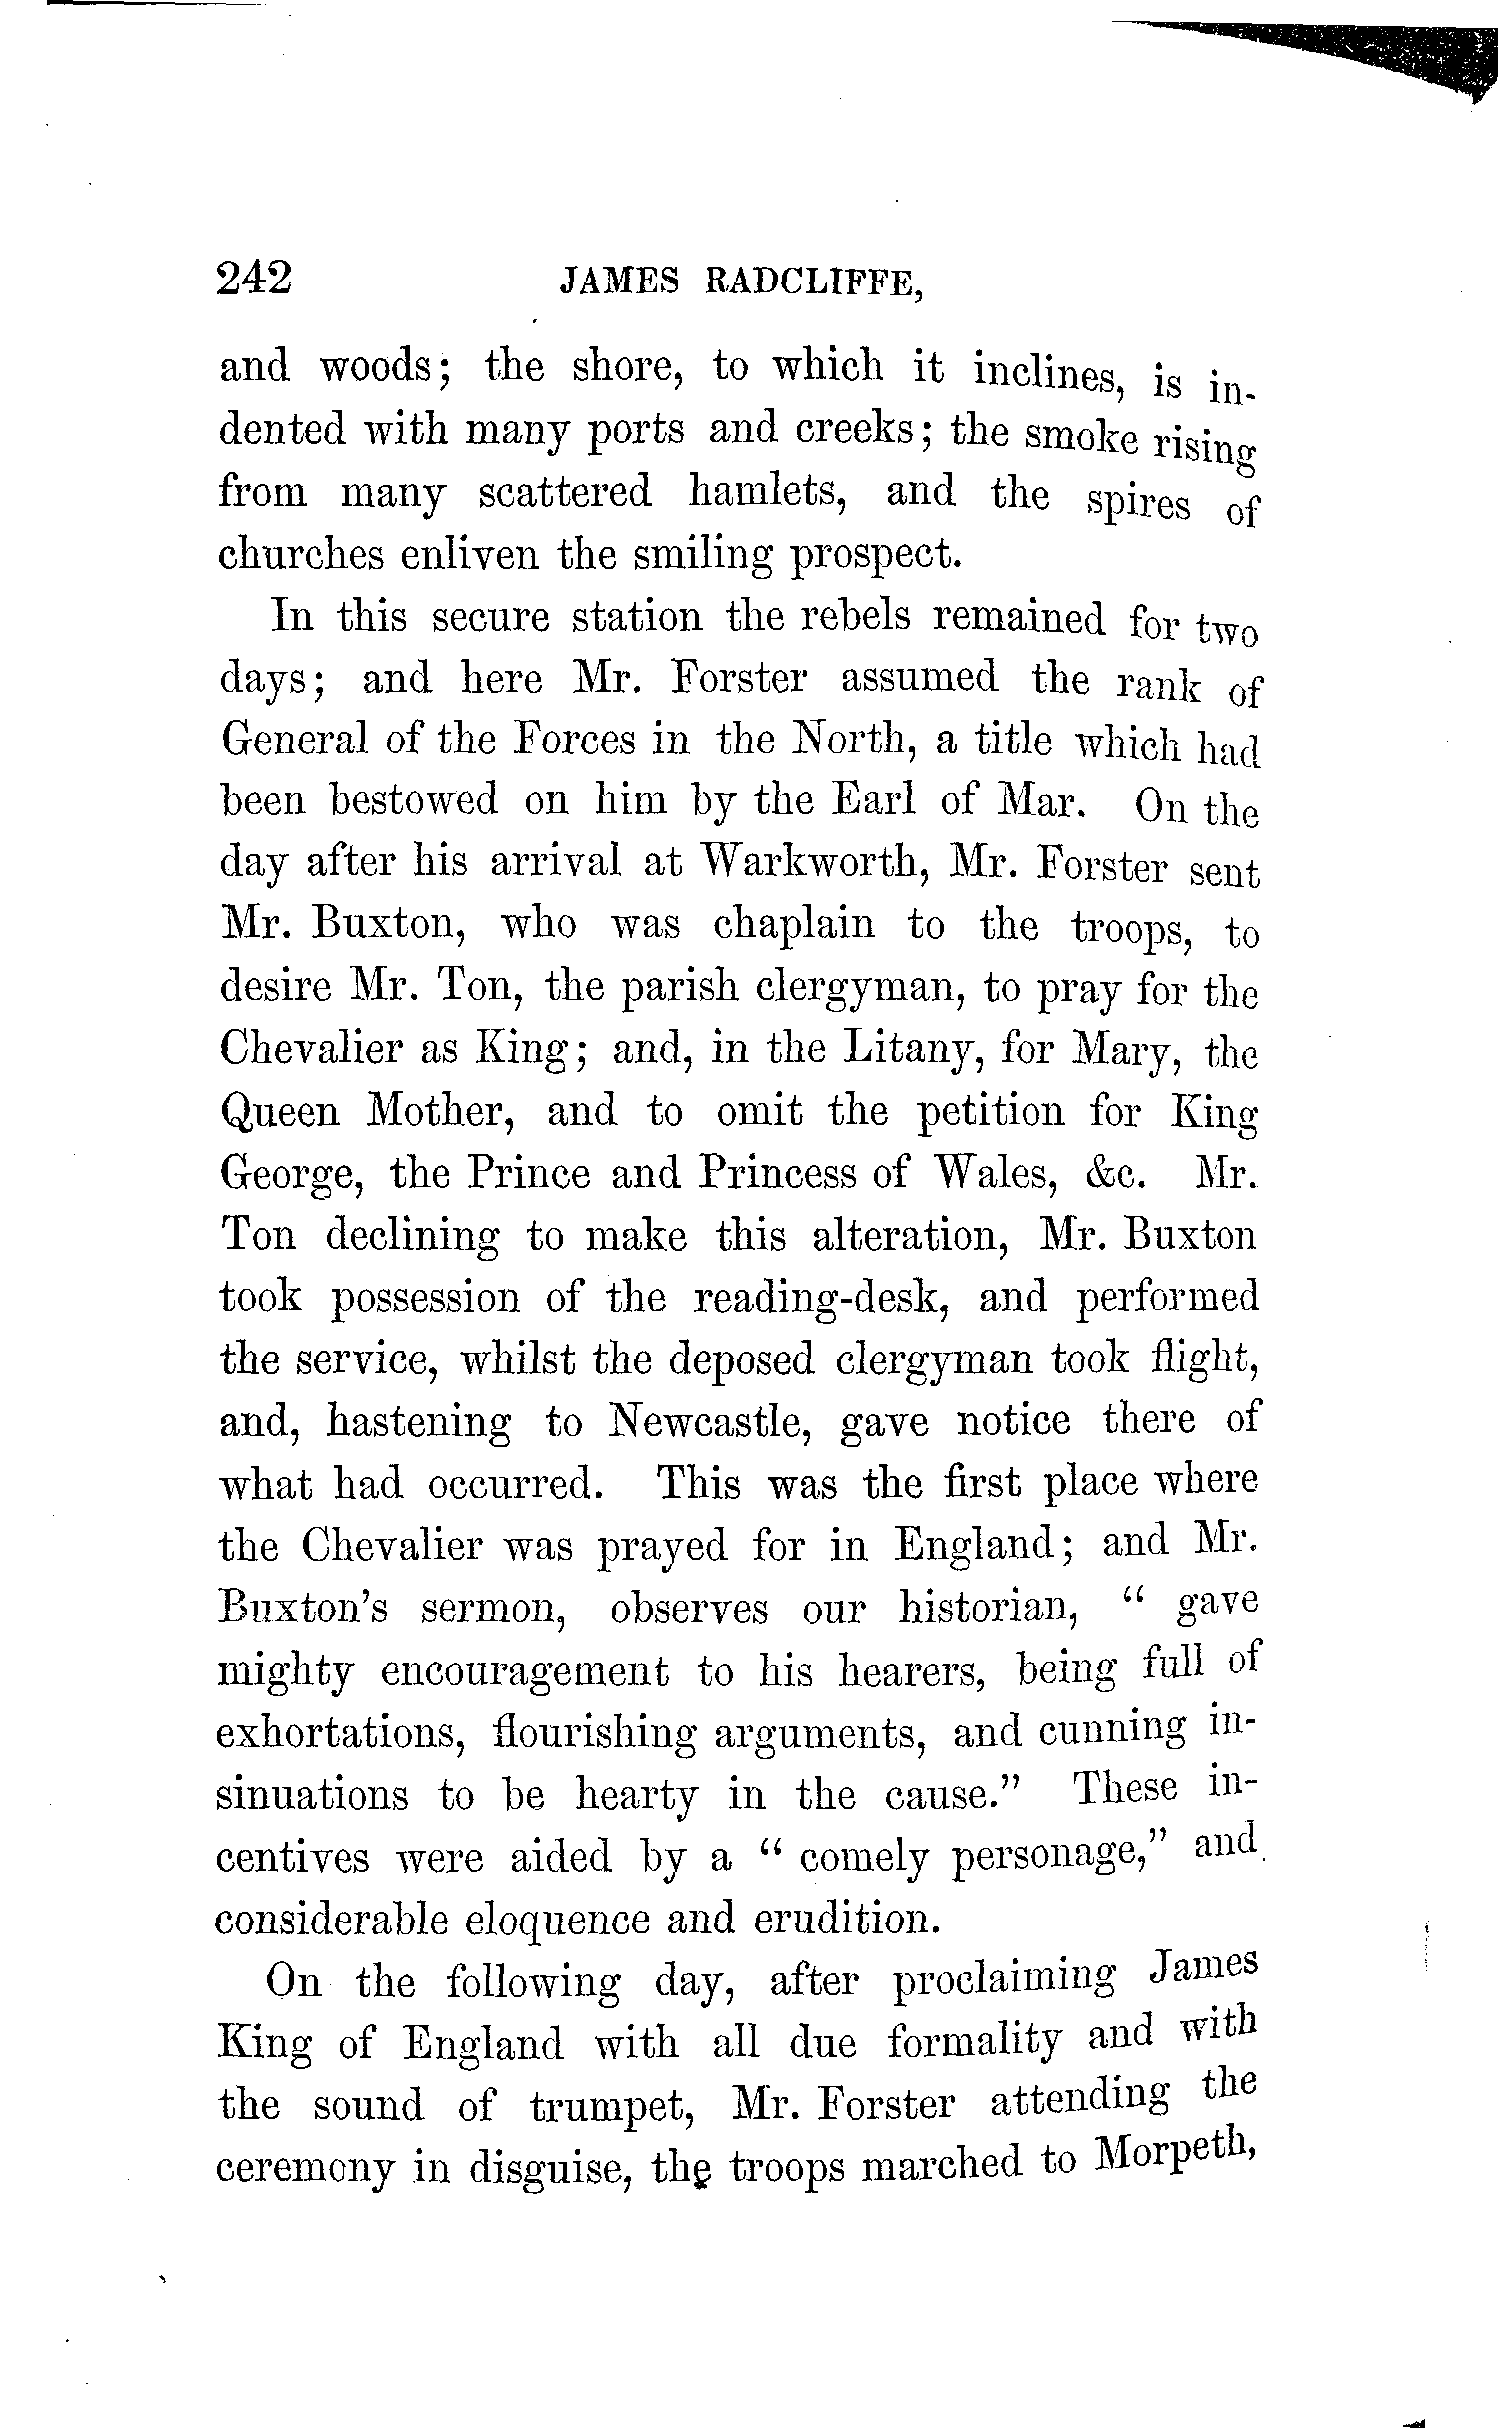 242 JAMES RADCLIFFE,
and woods; the shore, to which it inclines, is in-
dented with many ports and creeks; the smoke rising
from many scattered hamlets, and the spires of
churches enliven the smiling prospect.
In this secure station the rebels remained for two
days; and here Mr. Forster assumed the rank of
General of the Forces in the North, a title which had
been bestowed on him by the Earl of Mar. On the
day after his arrival at Warkworth, Mr. Forster sent
Mr. Buxton, who was chaplain to the troops, to
desire Mr. Ton, the parish clergyman, to pray for the
Chevalier as King; and, in the Litany, for Mary, the
Queen Mother, and to omit the petition for King
George, the Prince and Princess of Wales, &c. Mr.
Ton declining to make this alteration, Mr. Buxton
took possession of the reading-desk, and performed
the service, whilst the deposed clergyman took flight,
and, hastening to Newcastle, gave notice there of
what had occurred. This was the first place where
the Chevalier was prayed for in England; and Mr.
Buxton's sermon, observes our historian, " gave
mighty encouragement to his hearers, being full of
exhortations, flourishing arguments, and cunning in-
sinuations to be hearty in the cause." These in-
centives were aided by a " comely personage," and
considerable eloquence and erudition.
On the following day, after proclaiming James
King of England with all due formality and with
the sound of trumpet, Mr. Forster attending the
ceremony in disguise, the troops marched to Morpeth,